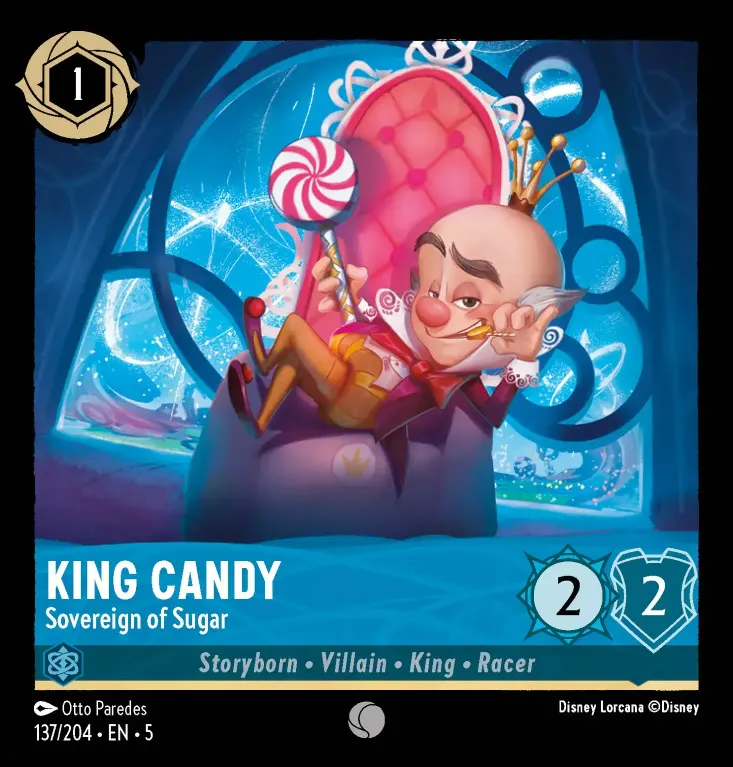 1
KING CANDY
Sovereign of Sugar
2
2
Storyborn • Villain • King • Racer
Otto Paredes
Disney Lorcana ©Disney
137/204 • EN • 5